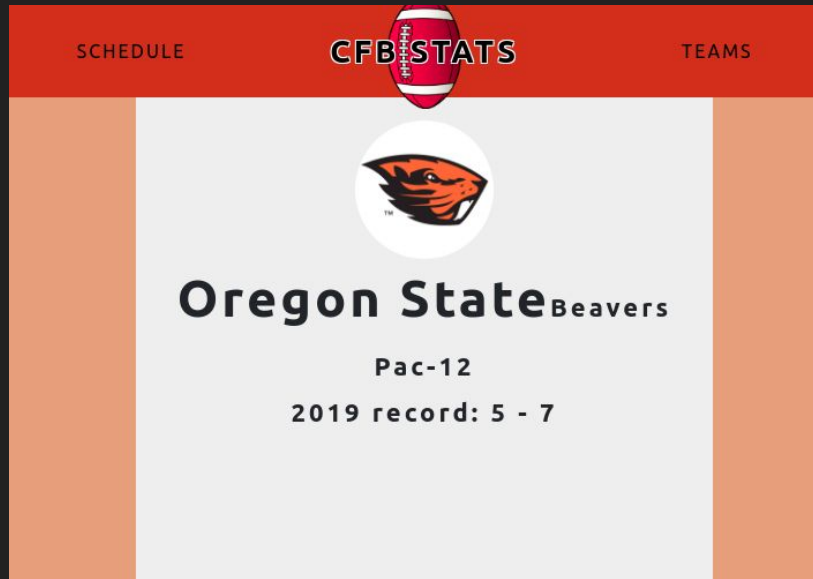 SCHEDULE CFB STATS TEAMS
TM
Oregon State Beavers
Pac-12
2019 record: 5 - 7